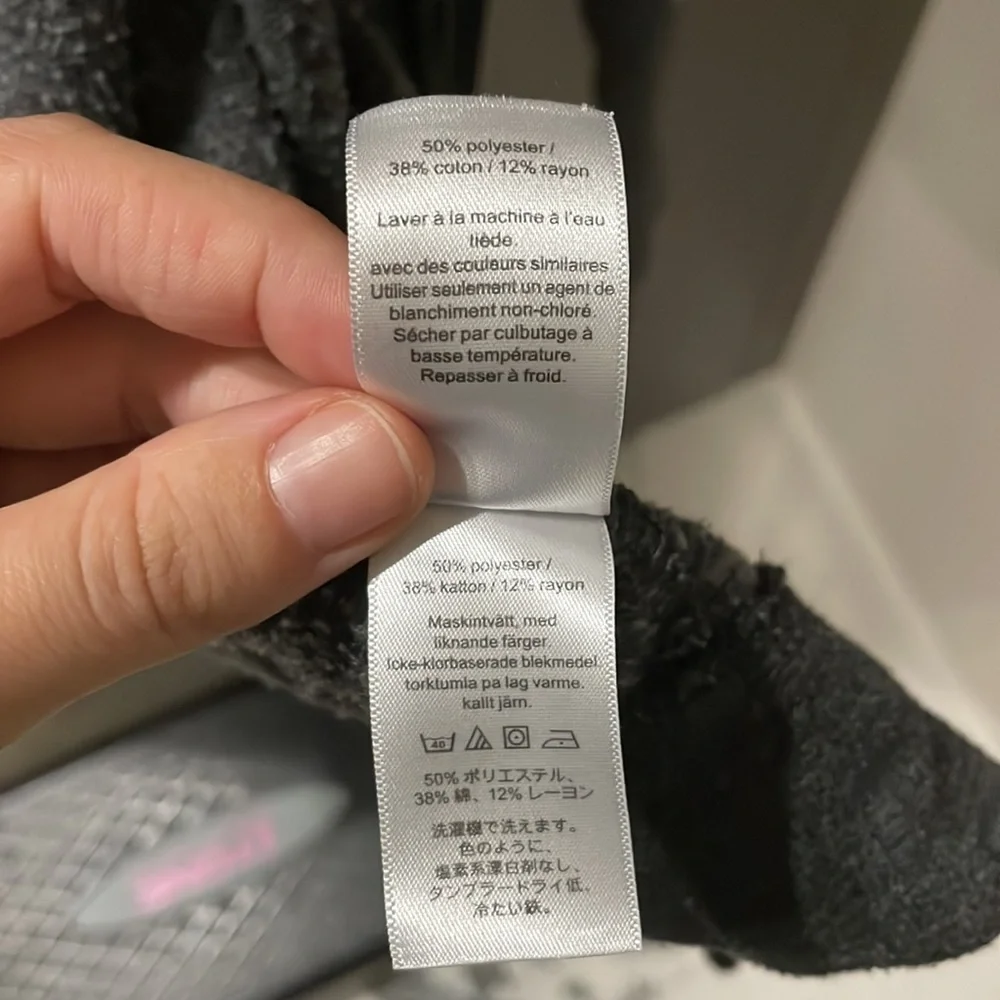 50% polyester /
38% coton / 12% rayon
Laver à la machine à l'eau
tiède.
avec des couleurs similaires
Utiliser seulement un agent de
blanchiment non-chloré.
Sécher par culbutage à
basse température.
Repasser à froid.
50% polyester /
38% katton / 12% rayon
Maskintvätt, med
liknande färger.
Icke-klorbaserade blekmedel
torktumla pa lag varme.
kallt järn.
40
50% ポリエステル、
38% 綿、12% レーヨン
洗濯機で洗えます。
色のように、
塩素系漂白剤なし、
タンブラードライ低、
冷たい鉄。